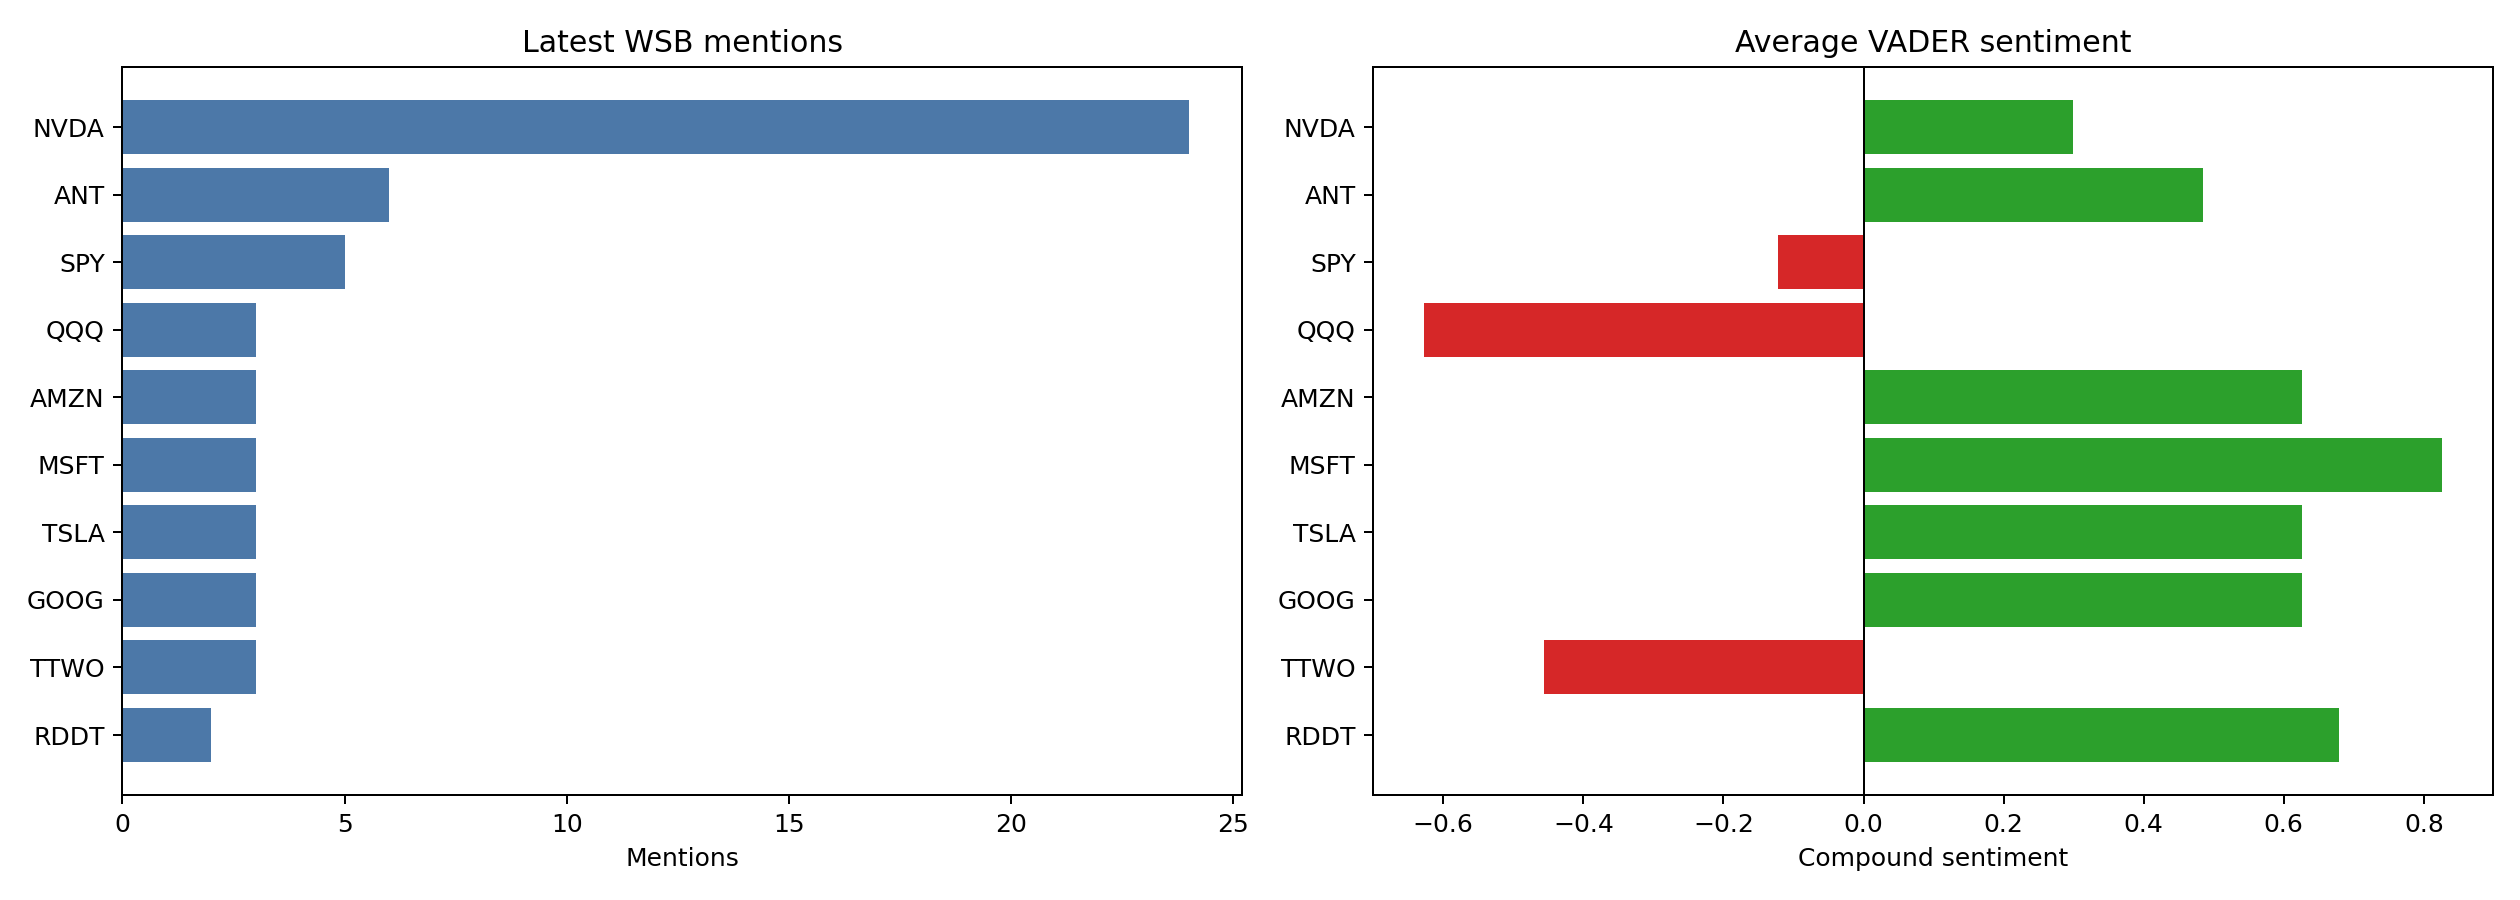 Latest WSB mentions
NVDA
ANT
SPY
QQQ
AMZN
MSFT
TSLA
GOOG
TTWO
RDDT
0 5 10 15 20 25
Mentions
Average VADER sentiment
NVDA
ANT
SPY
QQQ
AMZN
MSFT
TSLA
GOOG
TTWO
RDDT
−0.6 −0.4 −0.2 0.0 0.2 0.4 0.6 0.8
Compound sentiment